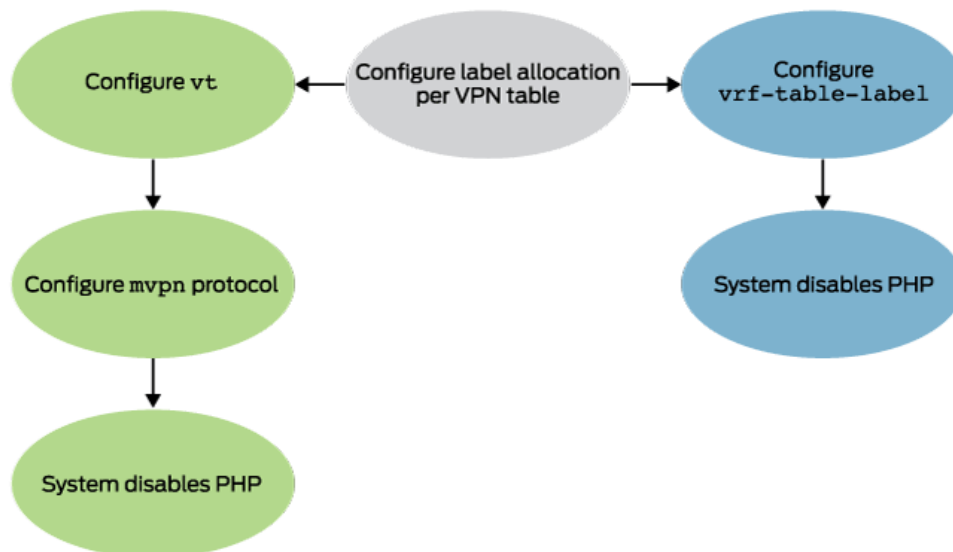 Configure vt
Configure label allocation
per VPN table
Configure
vrf-table-label
Configure mvpn protocol
System disables PHP
System disables PHP